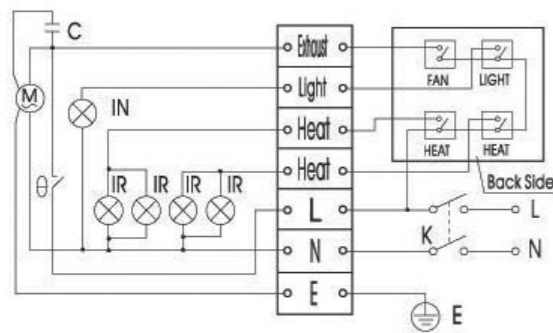 C
Exhaust
FAN
LIGHT
M
IN
Light
Heat
HEAT
HEAT
Heat
θ
IR
IR
IR
IR
Back Side
L
L
K
N
N
E
E